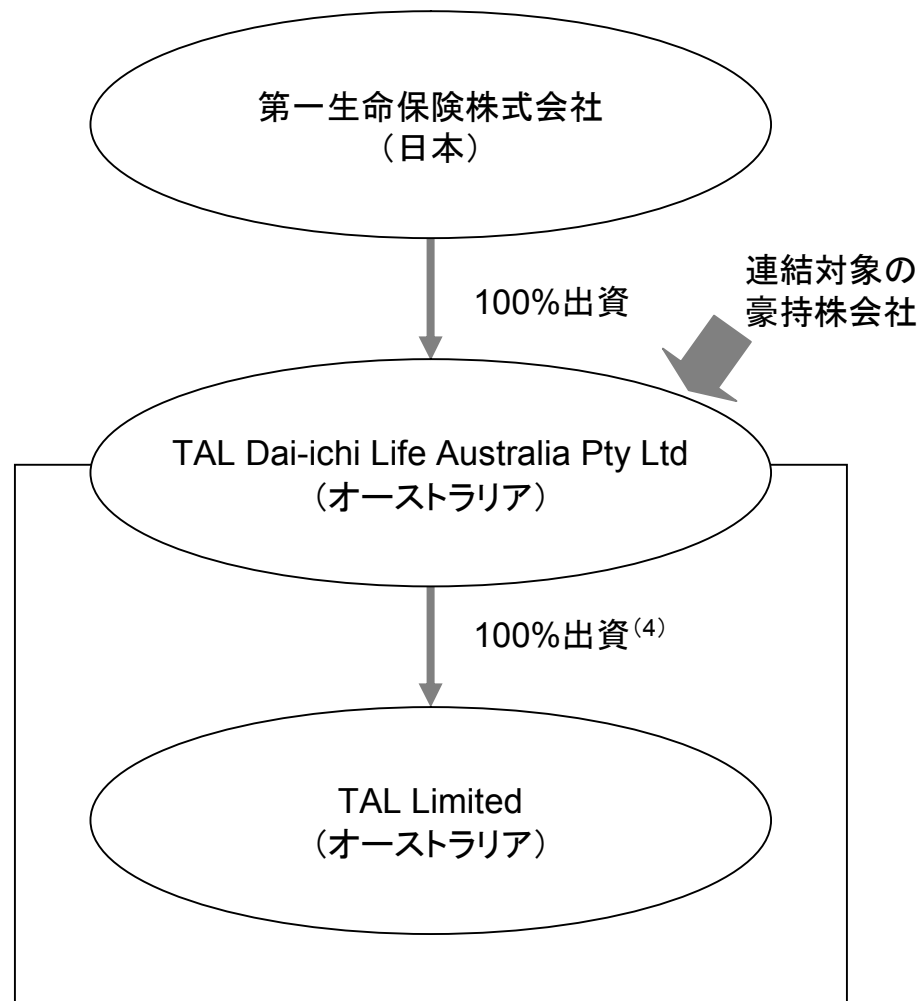 第一生命保険株式会社
（日本）
連結対象の
豪持株会社
100%出資
TAL Dai-ichi Life Australia Pty Ltd
（オーストラリア）
100%出資（4）
TAL Limited
（オーストラリア）